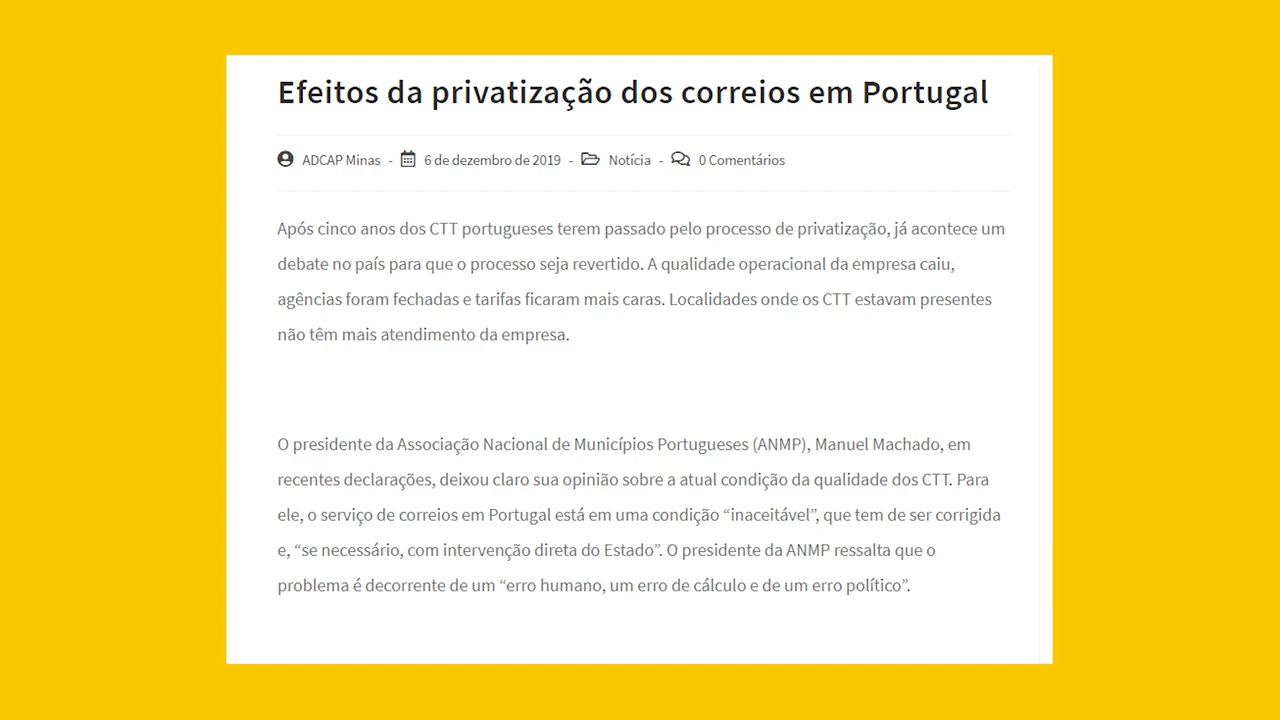 Efeitos da privatização dos correios em Portugal
ADCAP Minas - 6 de dezembro de 2019 - Notícia - 0 Comentários
Após cinco anos dos CTT portugueses terem passado pelo processo de privatização, já acontece um
debate no país para que o processo seja revertido. A qualidade operacional da empresa caiu,
agências foram fechadas e tarifas ficaram mais caras. Localidades onde os CTT estavam presentes
não têm mais atendimento da empresa.
O presidente da Associação Nacional de Municípios Portugueses (ANMP), Manuel Machado, em
recentes declarações, deixou claro sua opinião sobre a atual condição da qualidade dos CTT. Para
ele, o serviço de correios em Portugal está em uma condição “inaceitável”, que tem de ser corrigida
e, “se necessário, com intervenção direta do Estado”. O presidente da ANMP ressalta que o
problema é decorrente de um “erro humano, um erro de cálculo e de um erro político”.